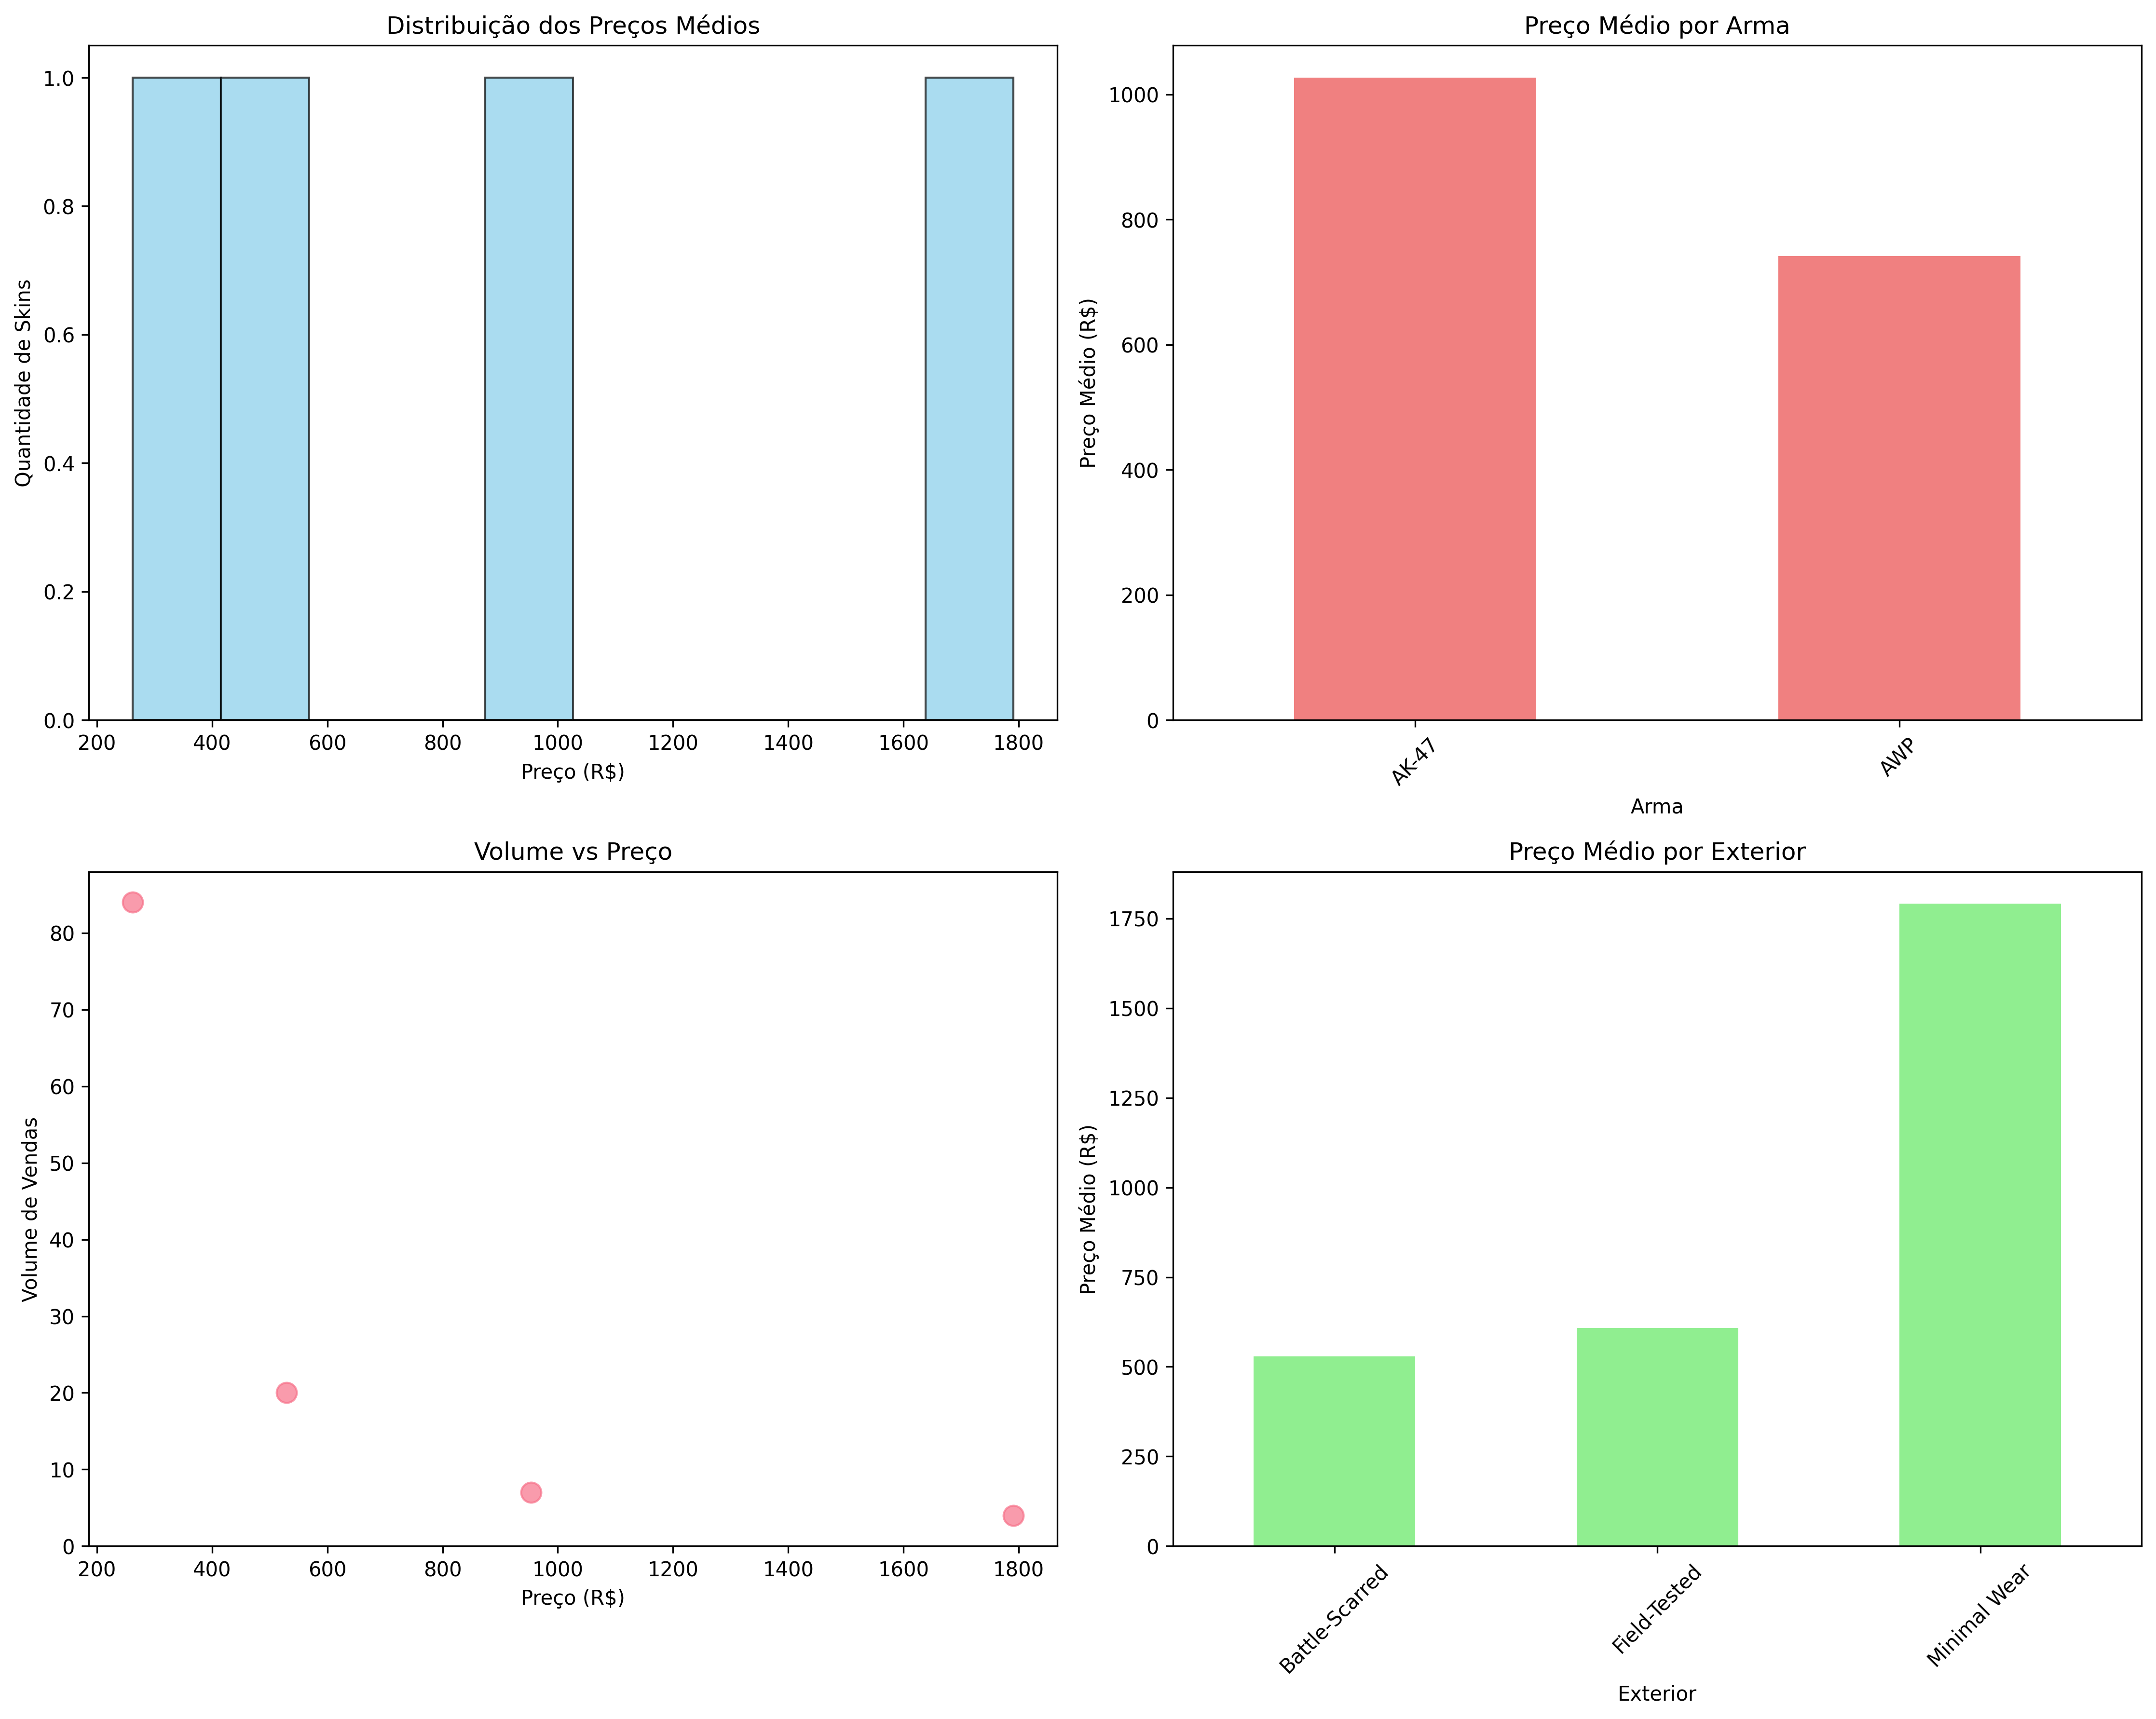 Distribuição dos Preços Médios
Quantidade de Skins
1.0
0.8
0.6
0.4
0.2
0.0
200 400 600 800 1000 1200 1400 1600 1800
Preço (R$)
Preço Médio por Arma
Preço Médio (R$)
1000
800
600
400
200
0
AK-47 AWP
Arma
Volume vs Preço
Volume de Vendas
80
70
60
50
40
30
20
10
0
200 400 600 800 1000 1200 1400 1600 1800
Preço (R$)
Preço Médio por Exterior
Preço Médio (R$)
1750
1500
1250
1000
750
500
250
0
Battle-Scarred Field-Tested Minimal Wear
Exterior